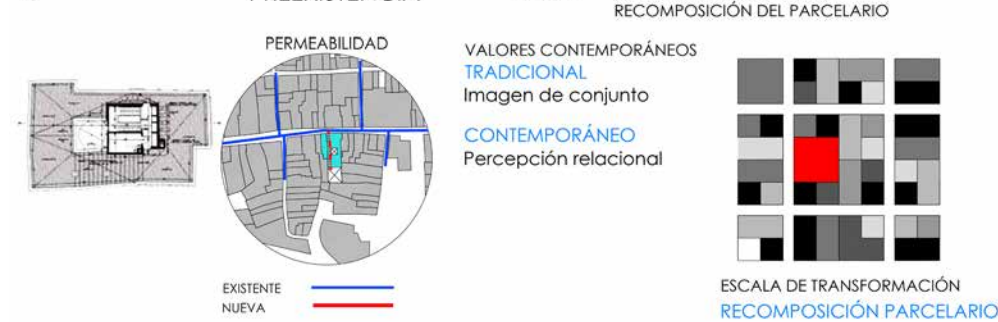 RECOMPOSICIÓN DEL PARCELARIO
PERMEABILIDAD
VALORES CONTEMPORÁNEOS
TRADICIONAL
Imagen de conjunto
CONTEMPORÁNEO
Percepción relacional
EXISTENTE
NUEVA
ESCALA DE TRANSFORMACIÓN
RECOMPOSICIÓN PARCELARIO